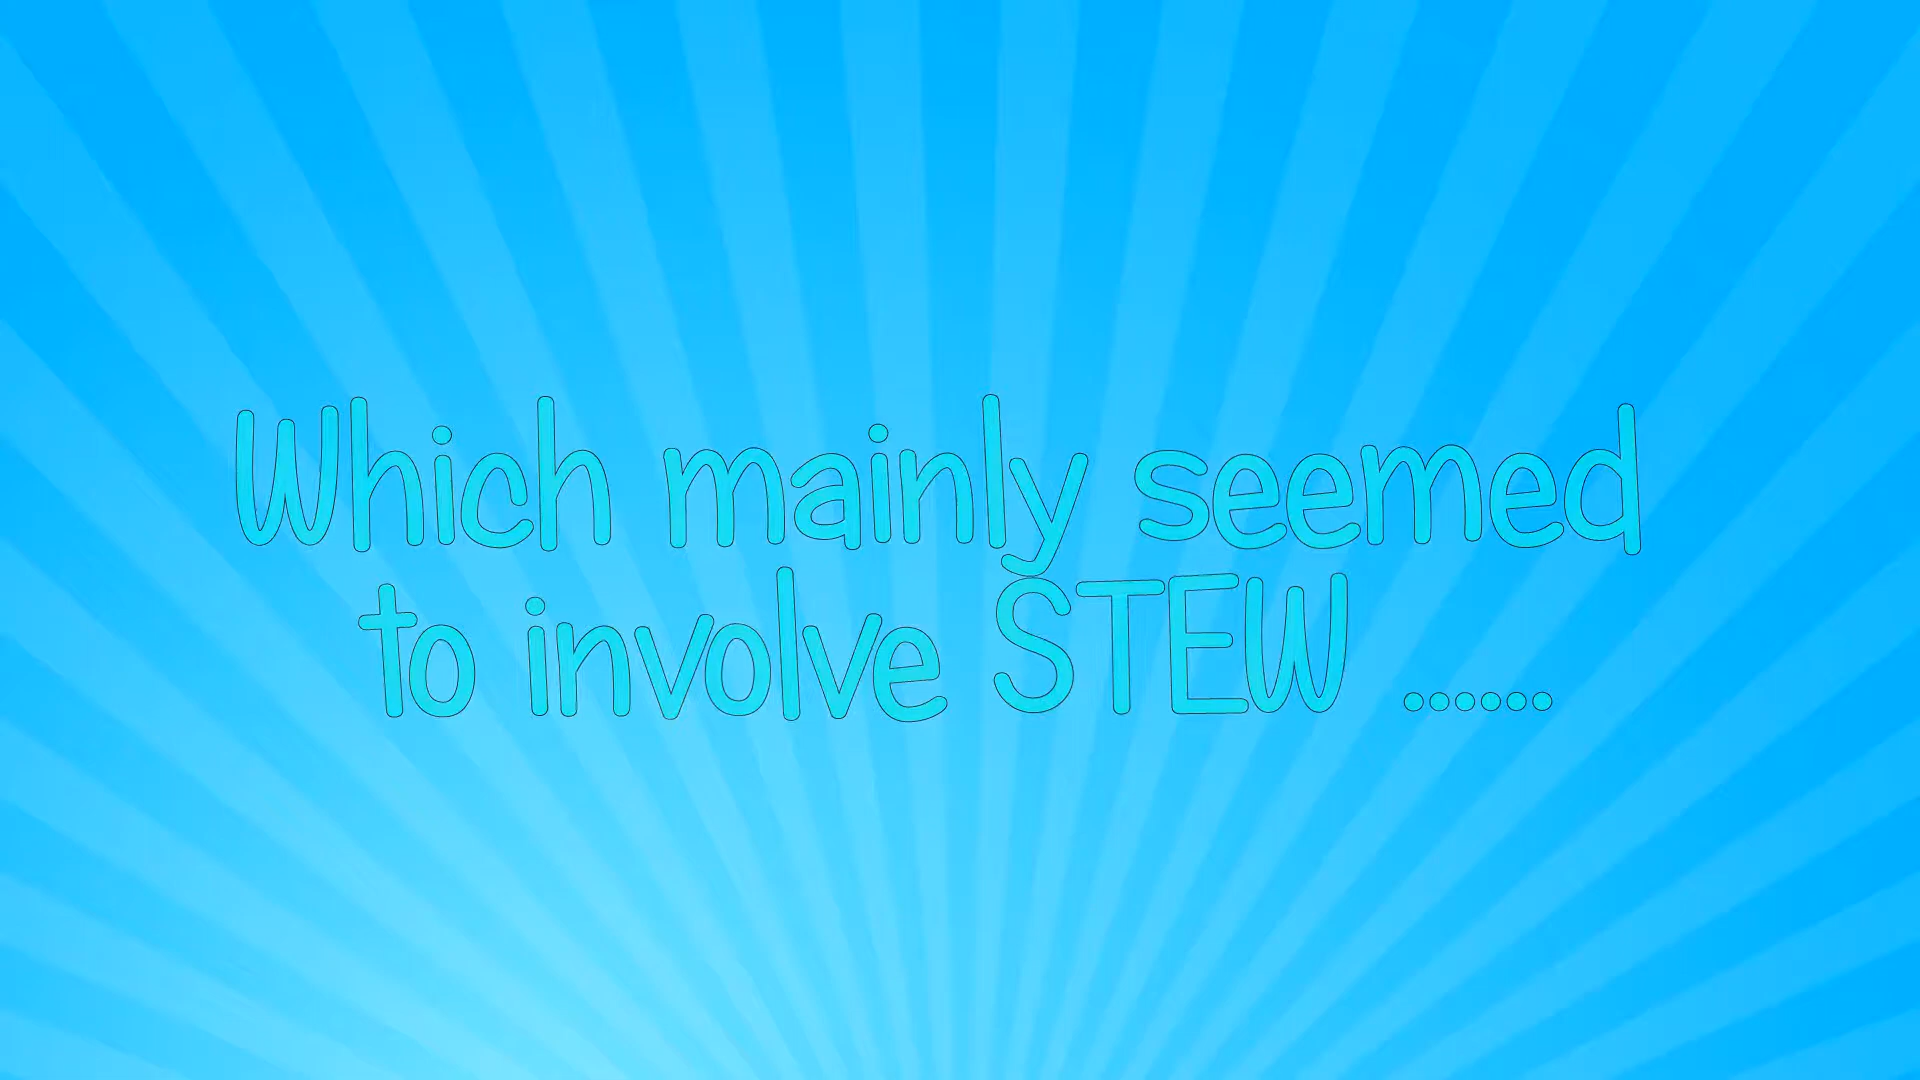 Which mainly seemed
to involve STEW ......